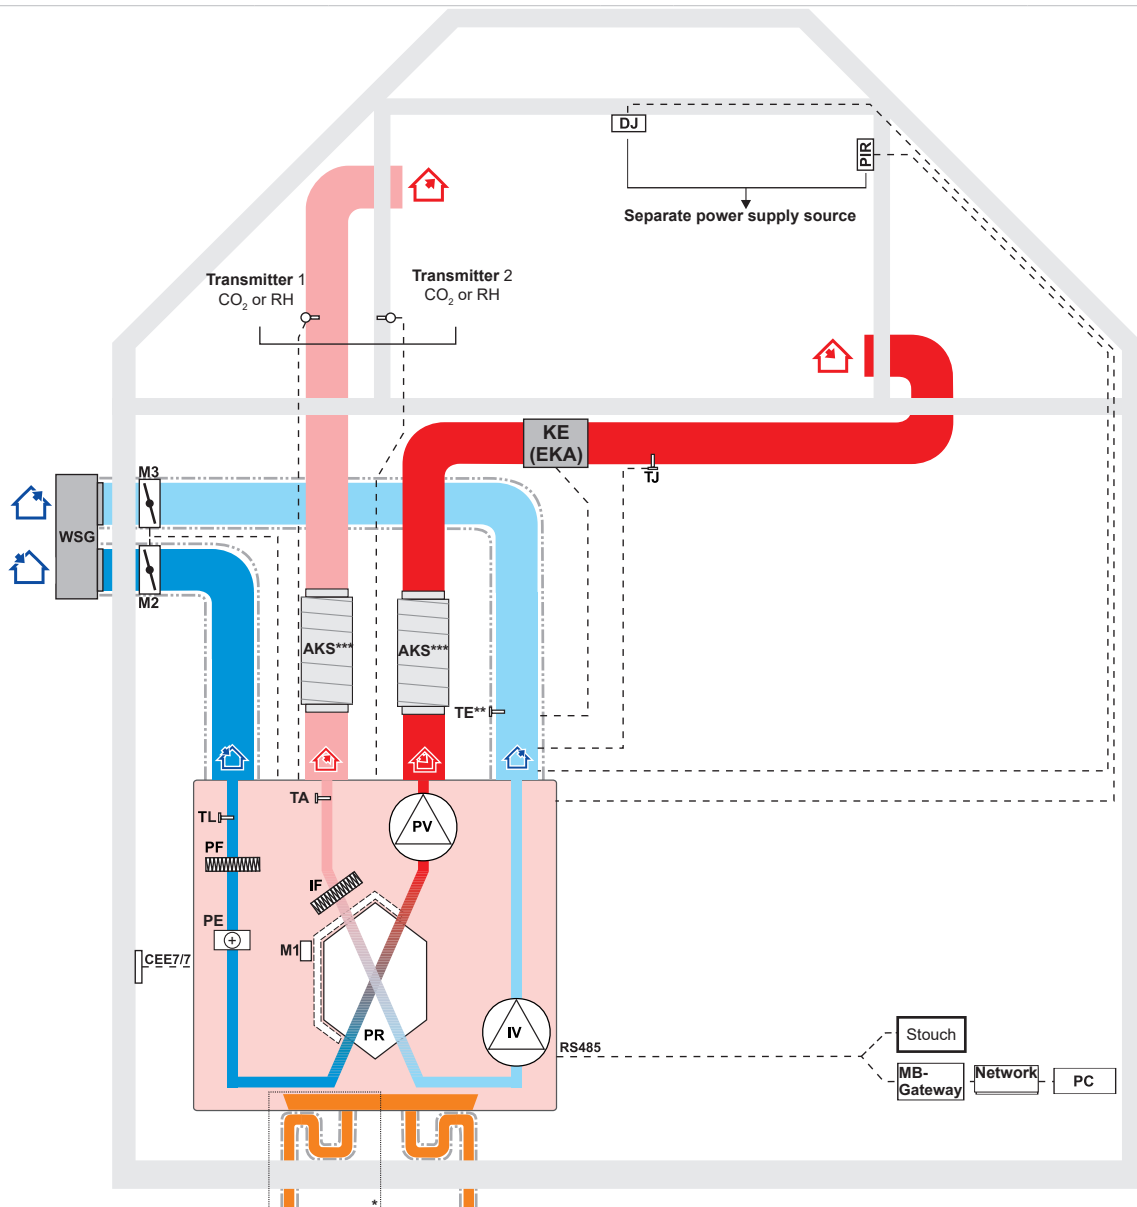 DJ
PIR
Separate power supply source
Transmitter 1
CO2 or RH
Transmitter 2
CO2 or RH
KE
(EKA)
TJ
M3
WSG
M2
AKS***
AKS***
TE**
TA
TL
PV
PF
IF
PE
M1
CEE7/7
PR
IV
RS485
Stouch
MB-
Gateway
Network
PC
*